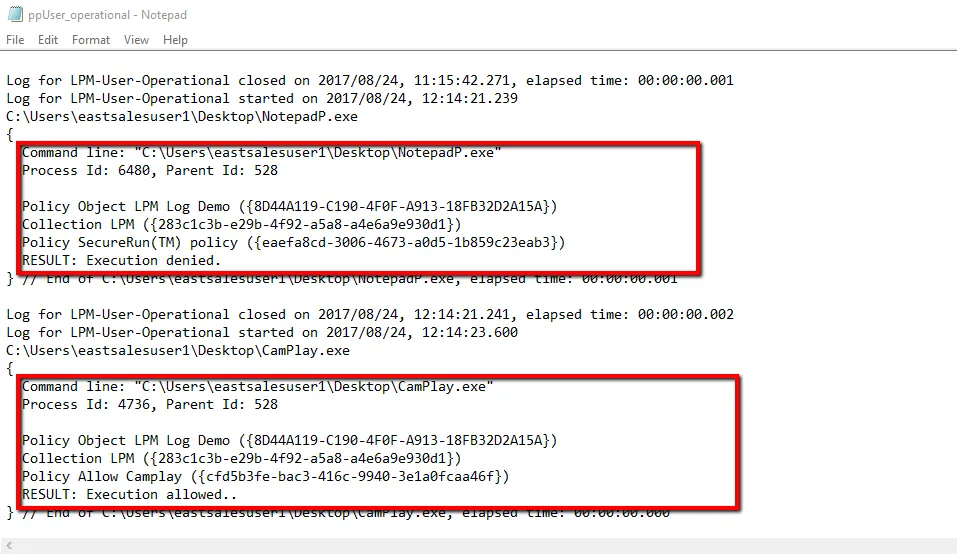 ppUser_operational - Notepad
File Edit Format View Help
Log for LPM-User-Operational closed on 2017/08/24, 11:15:42.271, elapsed time: 00:00:00.001
Log for LPM-User-Operational started on 2017/08/24, 12:14:21.239
C:\Users\eastsalesuser1\Desktop\NotepadP.exe
{
Command line: "C:\Users\eastsalesuser1\Desktop\NotepadP.exe"
Process Id: 6480, Parent Id: 528
Policy Object LPM Log Demo ({8D44A119-C190-4F0F-A913-18FB32D2A15A})
Collection LPM ({283c1c3b-e29b-4f92-a5a8-a4e6a9e930d1})
Policy SecureRun(TM) policy ({eaefa8cd-3006-4673-a0d5-1b859c23eab3})
RESULT: Execution denied.
} // End of C:\Users\eastsalesuser1\Desktop\NotepadP.exe, elapsed time: 00:00:00.001
Log for LPM-User-Operational closed on 2017/08/24, 12:14:21.241, elapsed time: 00:00:00.002
Log for LPM-User-Operational started on 2017/08/24, 12:14:23.600
C:\Users\eastsalesuser1\Desktop\CamPlay.exe
{
Command line: "C:\Users\eastsalesuser1\Desktop\CamPlay.exe"
Process Id: 4736, Parent Id: 528
Policy Object LPM Log Demo ({8D44A119-C190-4F0F-A913-18FB32D2A15A})
Collection LPM ({283c1c3b-e29b-4f92-a5a8-a4e6a9e930d1})
Policy Allow Camplay ({cfd5b3fe-bac3-416c-9940-3e1a0fcaa46f})
RESULT: Execution allowed..
} // End of C:\Users\eastsalesuser1\Desktop\CamPlay.exe, elapsed time: 00:00:00.000